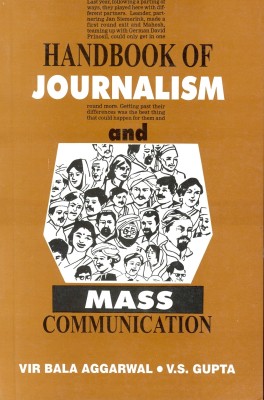 Last year, following a parting of
ways, they played here with dif-
ferent partners. Leander, par-
tnering Jan Siemerink, made a
first round exit and Mahesh,
teaming up with German David
Prinosil, could only get in one
HANDBOOK OF
JOURNALISM
and
round more. Getting past their
differences was the best thing
that could happen for them and
MASS
COMMUNICATION
VIR BALA AGGARWAL • V.S. GUPTA